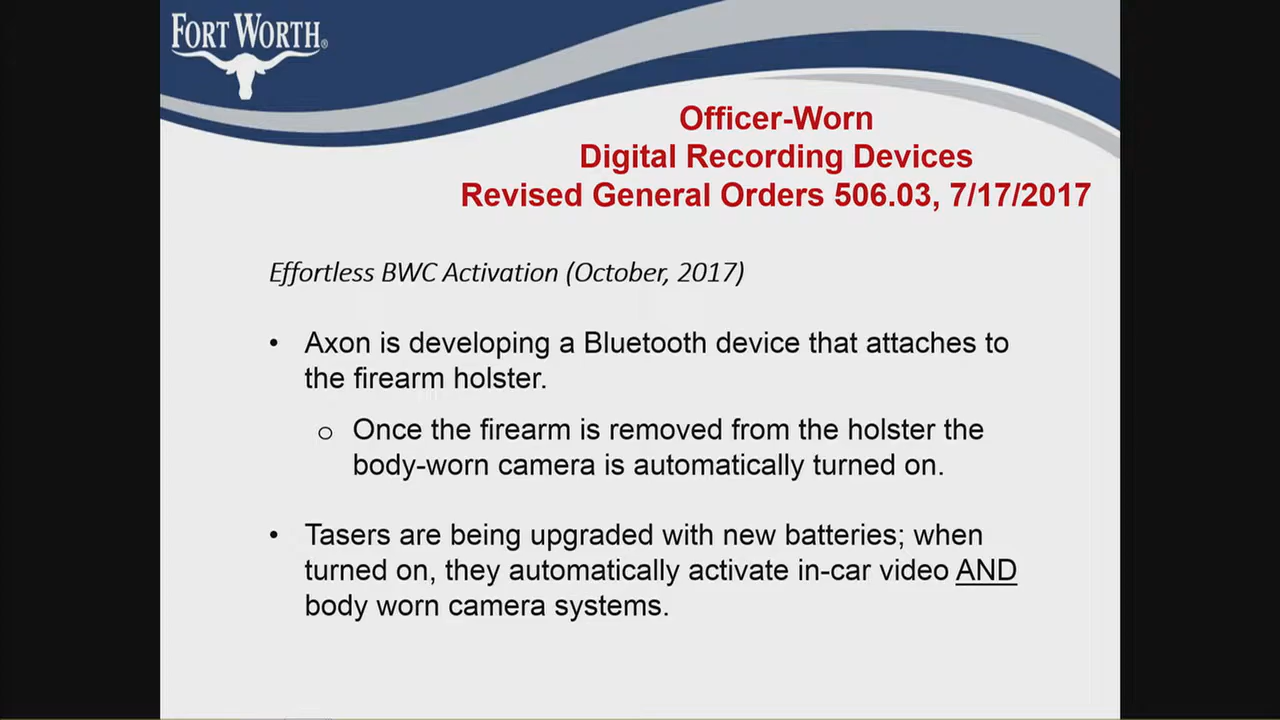 FORT WORTH®
Officer-Worn
Digital Recording Devices
Revised General Orders 506.03, 7/17/2017
Effortless BWC Activation (October, 2017)
• Axon is developing a Bluetooth device that attaches to
the firearm holster.
o Once the firearm is removed from the holster the
body-worn camera is automatically turned on.
• Tasers are being upgraded with new batteries; when
turned on, they automatically activate in-car video AND
body worn camera systems.